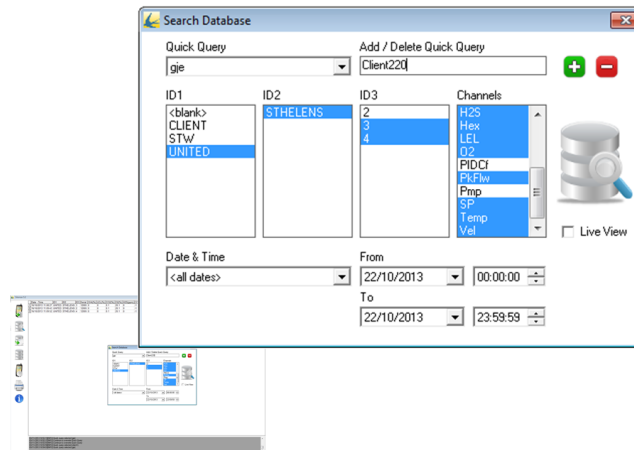 Search Database
Quick Query
Add / Delete Quick Query
gje
Client220
ID1
ID2
ID3
Channels
<blank>
CLIENT
STW
UNITED
STHELENS
2
3
4
H2S
Hex
LEL
O2
PIDCf
PkFlw
Pmp
SP
Temp
Vel
Live View
Date & Time
From
<all dates>
22/10/2013
00:00:00
To
22/10/2013
23:59:59